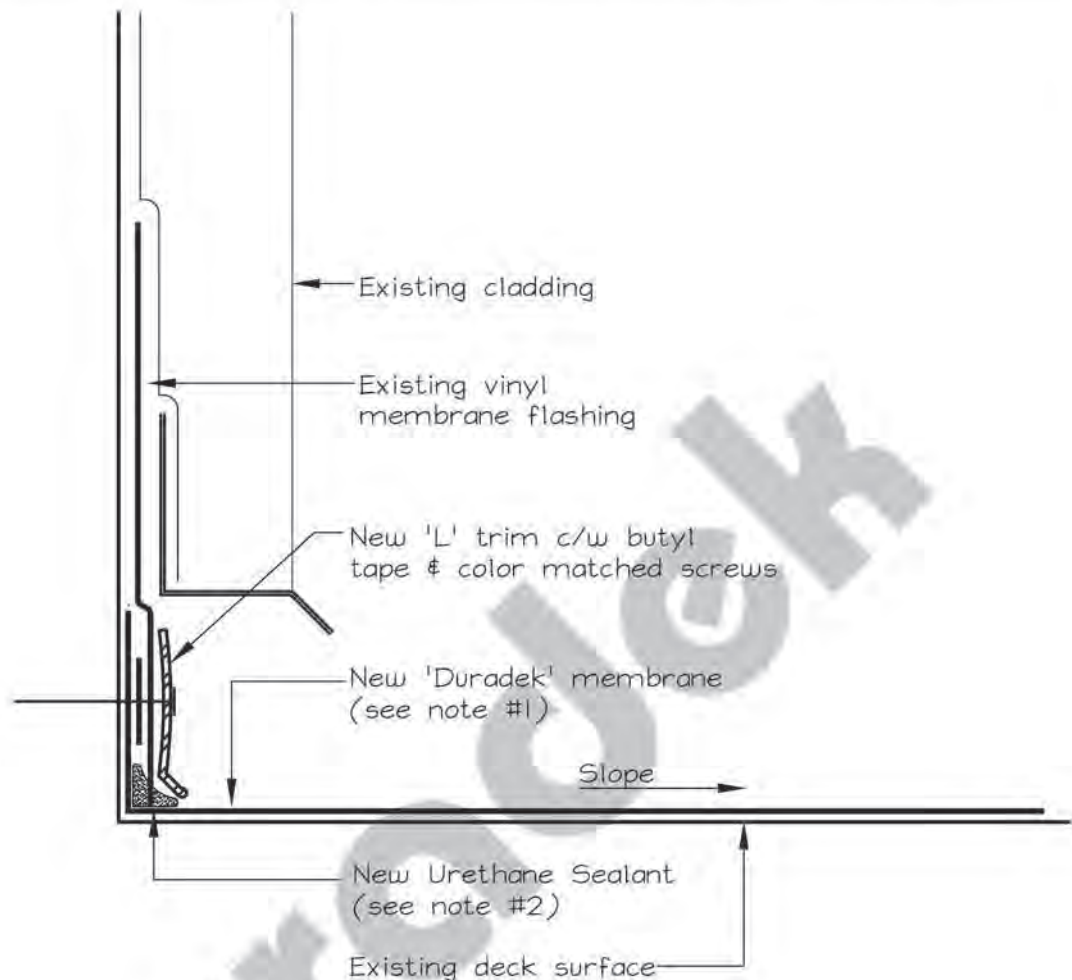 Existing cladding
Existing vinyl
membrane flashing
New 'L' trim c/w butyl
tape & color matched screws
New 'Duradek' membrane
(see note #1)
Slope
New Urethane Sealant
(see note #2)
Existing deck surface
radek